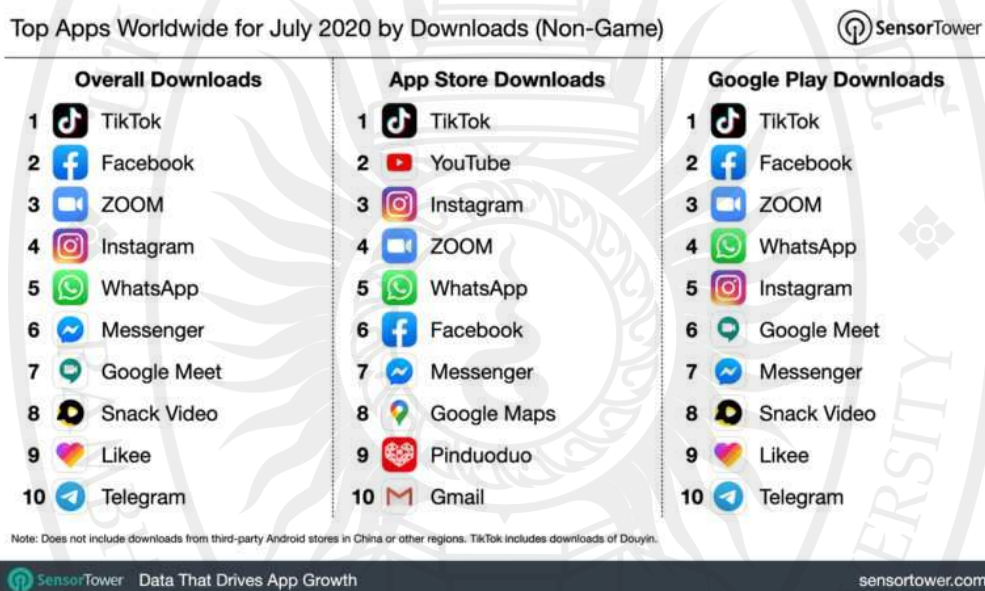 Top Apps Worldwide for July 2020 by Downloads (Non-Game)
SensorTower
Overall Downloads
1 TikTok
2 Facebook
3 ZOOM
4 Instagram
5 WhatsApp
6 Messenger
7 Google Meet
8 Snack Video
9 Likee
10 Telegram
App Store Downloads
1 TikTok
2 YouTube
3 Instagram
4 ZOOM
5 WhatsApp
6 Facebook
7 Messenger
8 Google Maps
9 Pinduoduo
10 Gmail
Google Play Downloads
1 TikTok
2 Facebook
3 ZOOM
4 WhatsApp
5 Instagram
6 Google Meet
7 Messenger
8 Snack Video
9 Likee
10 Telegram
Note: Does not include downloads from third-party Android stores in China or other regions. TikTok includes downloads of Douyin.
SensorTower Data That Drives App Growth
sensortower.com